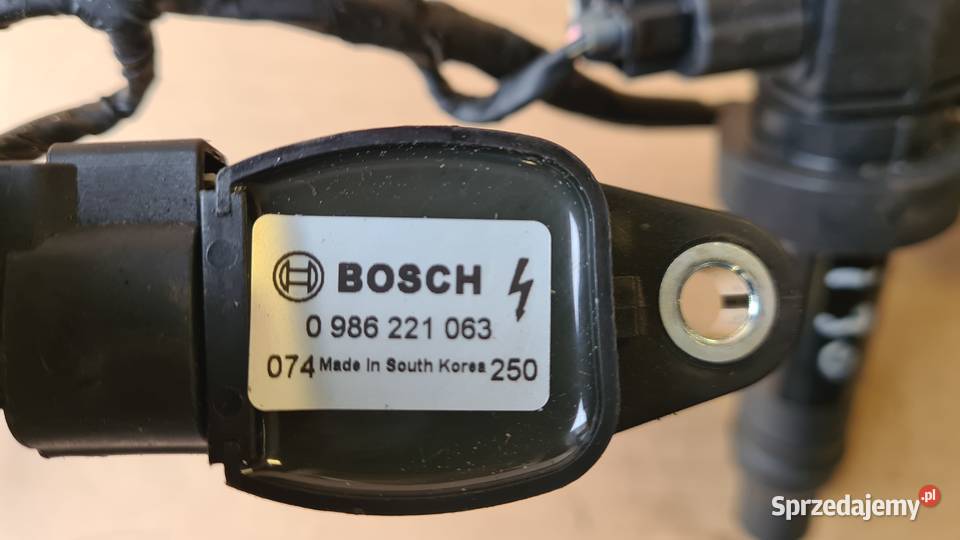 BOSCH
0 986 221 063
074 Made in South Korea 250
Sprzedajemy.pl